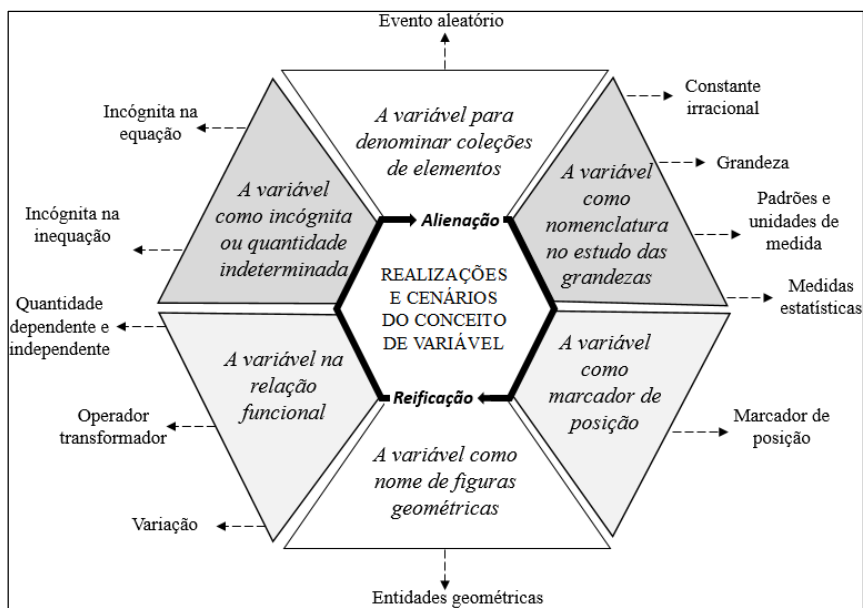 Evento aleatório
A variável para
denominar coleções
de elementos
Incógnita na
equação
Incógnita na
inequação
A variável
como incógnita
ou quantidade
indeterminada
Constante
irracional
Grandeza
Padrões e
unidades de
medida
Medidas
estatísticas
A variável
como
nomenclatura
no estudo das
grandezas
Alienação
REALIZAÇÕES
E CENÁRIOS
DO CONCEITO
DE VARIÁVEL
Reificação
Quantidade
dependente e
independente
Operador
transformador
Variação
A variável na
relação
funcional
A variável
como
marcador de
posição
Marcador de
posição
A variável como
nome de figuras
geométricas
Entidades geométricas